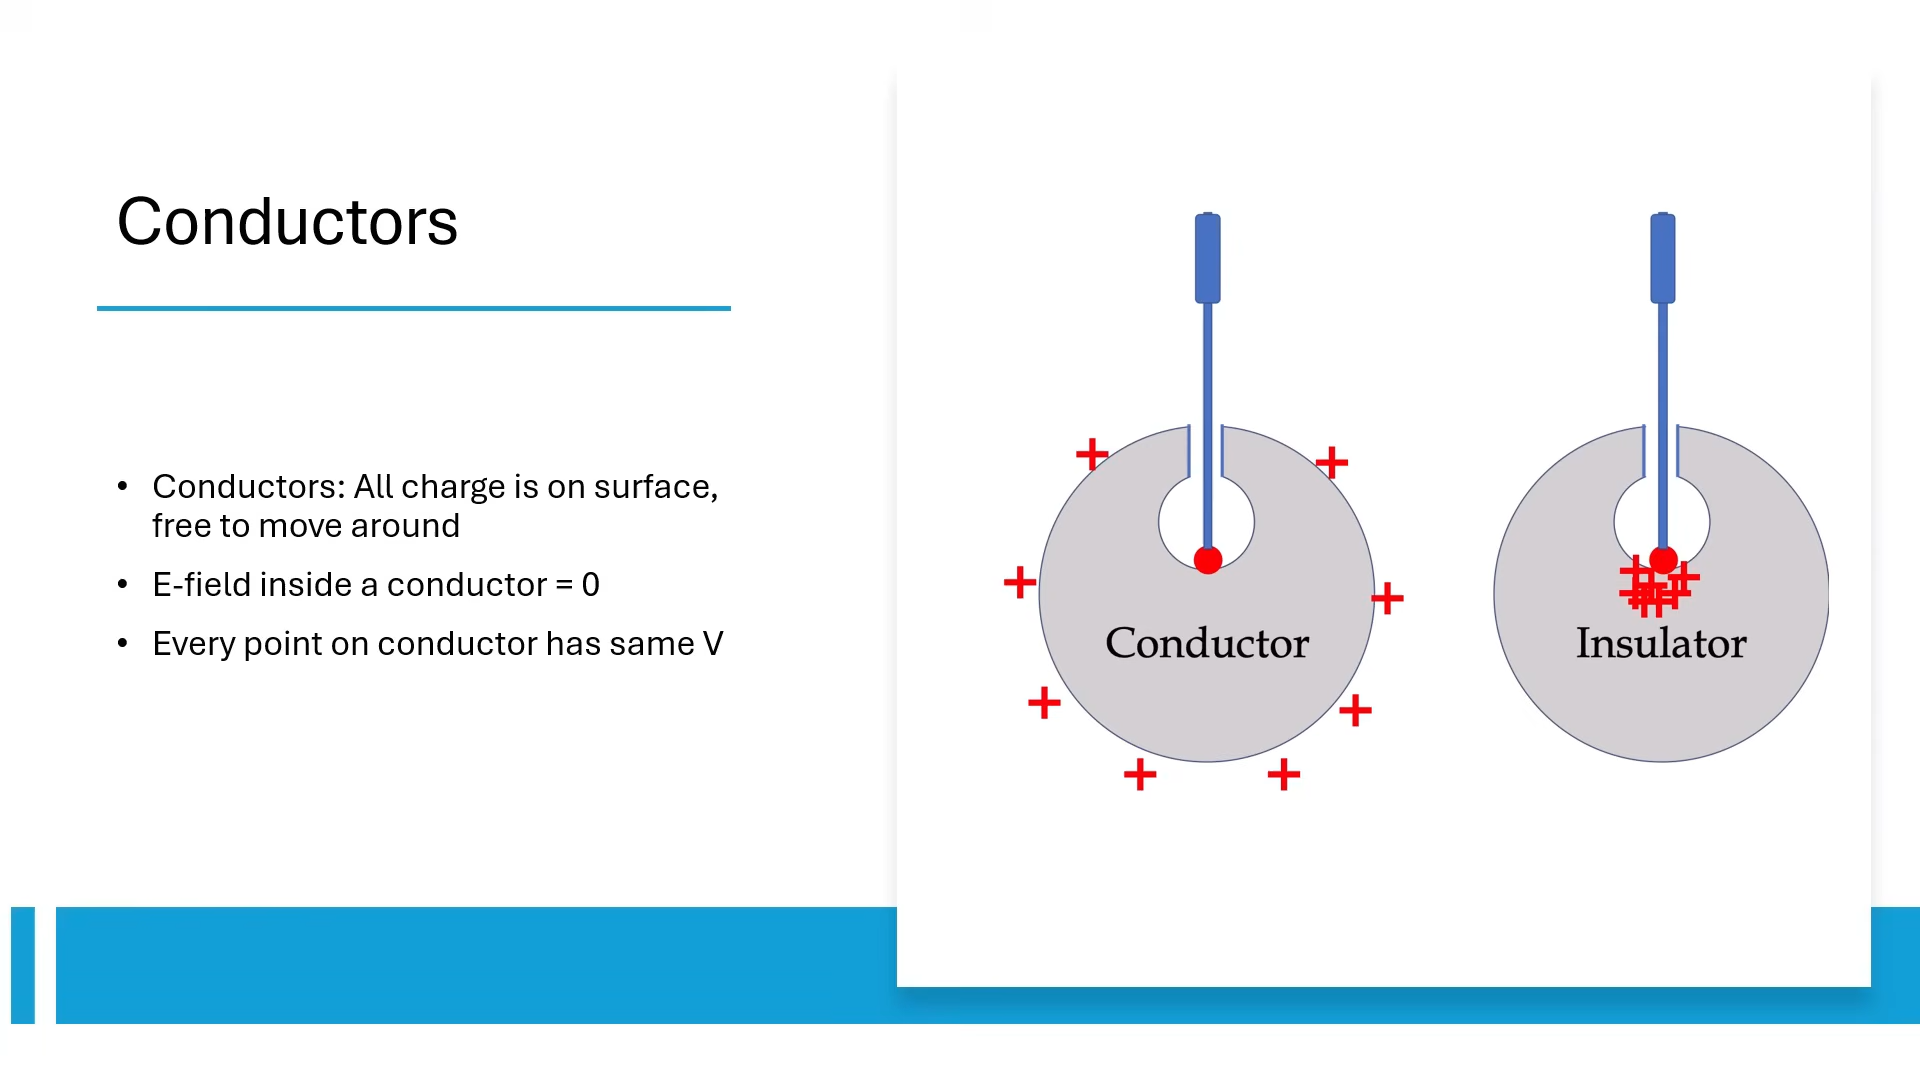 Conductors
• Conductors: All charge is on surface,
free to move around
• E-field inside a conductor = 0
• Every point on conductor has same V
Conductor
Insulator